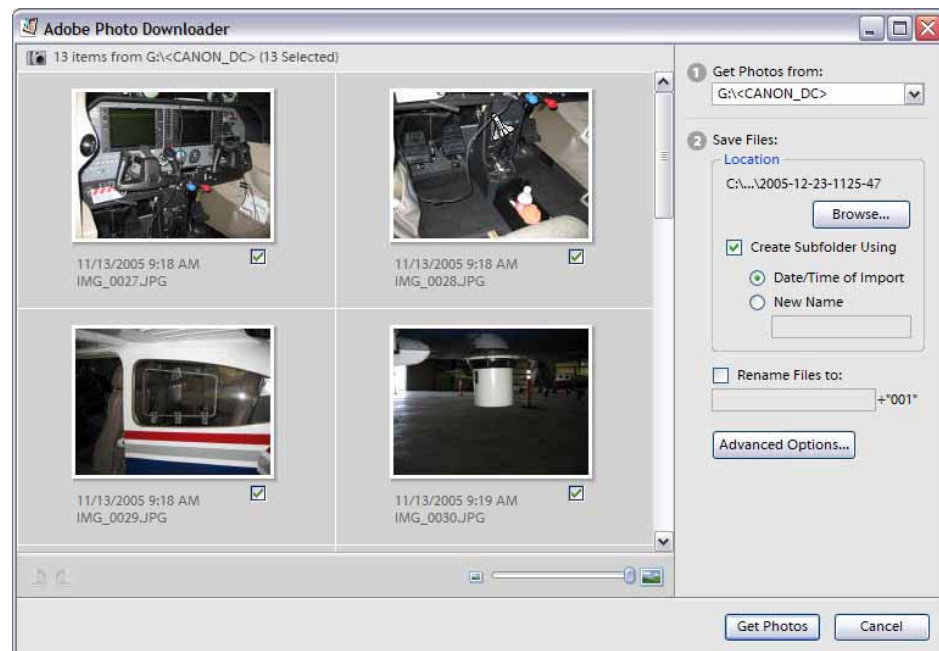 Adobe Photo Downloader
13 items from G:\<CANON_DC> (13 Selected)
11/13/2005 9:18 AM
IMG_0027.JPG
11/13/2005 9:18 AM
IMG_0028.JPG
11/13/2005 9:18 AM
IMG_0029.JPG
11/13/2005 9:19 AM
IMG_0030.JPG
1 Get Photos from:
G:\<CANON_DC>
2 Save Files:
Location
C:\...\2005-12-23-1125-47
Browse...
Create Subfolder Using
Date/Time of Import
New Name
Rename Files to:
+"001"
Advanced Options...
Get Photos
Cancel